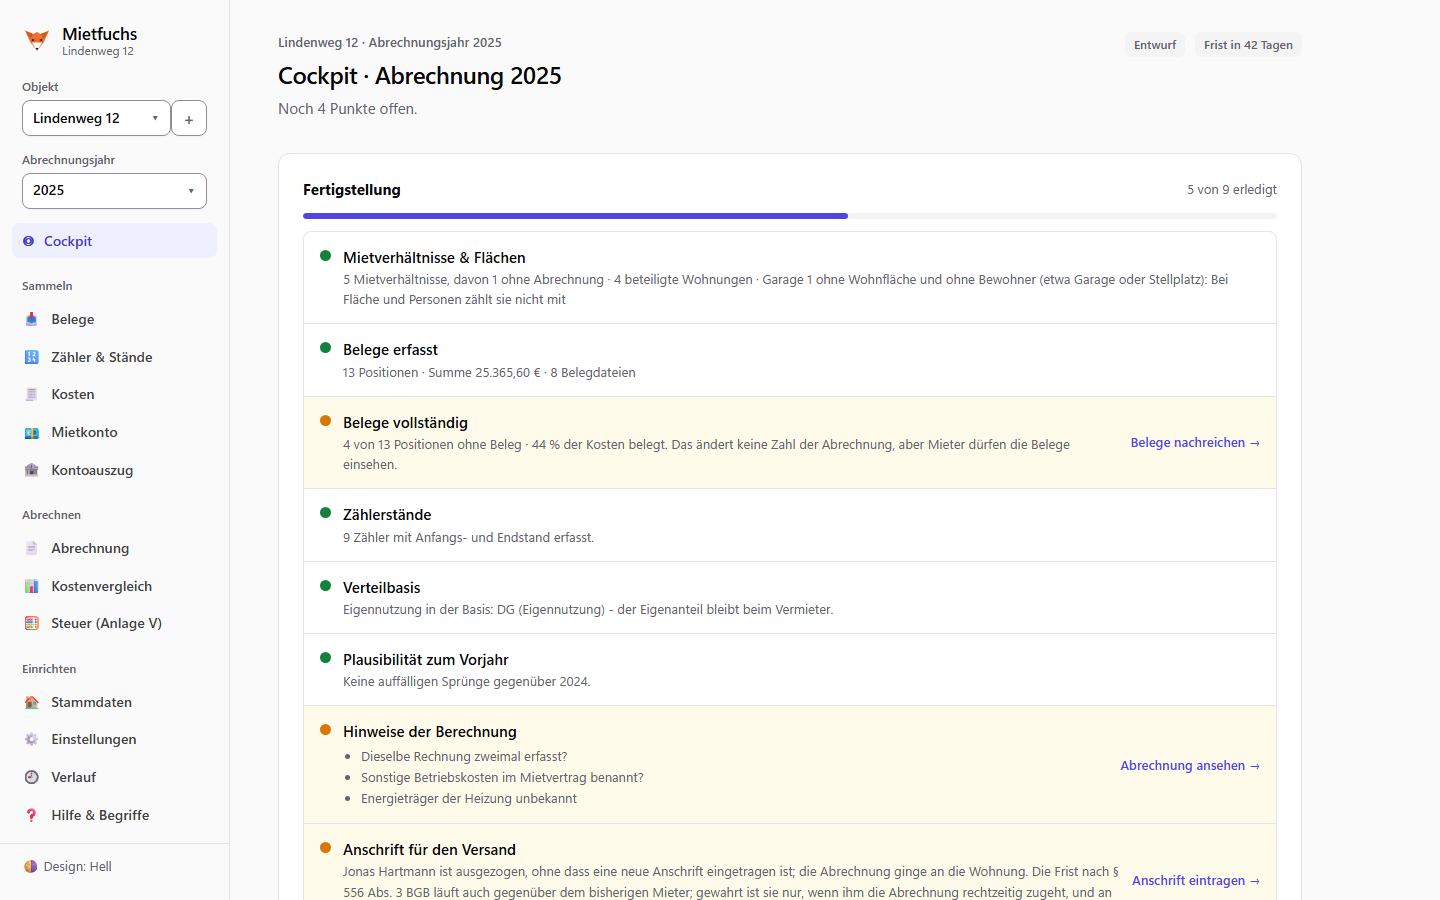 Mietfuchs
Lindenweg 12
Objekt
Lindenweg 12
+
Abrechnungsjahr
2025
Cockpit
Sammeln
Belege
Zähler & Stände
Kosten
Mietkonto
Kontoauszug
Abrechnen
Abrechnung
Kostenvergleich
Steuer (Anlage V)
Einrichten
Stammdaten
Einstellungen
Verlauf
Hilfe & Begriffe
Design: Hell
Lindenweg 12 · Abrechnungsjahr 2025
Entwurf
Frist in 42 Tagen
Cockpit · Abrechnung 2025
Noch 4 Punkte offen.
Fertigstellung
5 von 9 erledigt
Mietverhältnisse & Flächen
5 Mietverhältnisse, davon 1 ohne Abrechnung · 4 beteiligte Wohnungen · Garage 1 ohne Wohnfläche und ohne Bewohner (etwa Garage oder Stellplatz): Bei
Fläche und Personen zählt sie nicht mit
Belege erfasst
13 Positionen · Summe 25.365,60 € · 8 Belegdateien
Belege vollständig
4 von 13 Positionen ohne Beleg · 44 % der Kosten belegt. Das ändert keine Zahl der Abrechnung, aber Mieter dürfen die Belege
einsehen.
Belege nachreichen →
Zählerstände
9 Zähler mit Anfangs- und Endstand erfasst.
Verteilbasis
Eigennutzung in der Basis: DG (Eigennutzung) - der Eigenanteil bleibt beim Vermieter.
Plausibilität zum Vorjahr
Keine auffälligen Sprünge gegenüber 2024.
Hinweise der Berechnung
• Dieselbe Rechnung zweimal erfasst?
• Sonstige Betriebskosten im Mietvertrag benannt?
• Energieträger der Heizung unbekannt
Abrechnung ansehen →
Anschrift für den Versand
Jonas Hartmann ist ausgezogen, ohne dass eine neue Anschrift eingetragen ist; die Abrechnung ginge an die Wohnung. Die Frist nach §
556 Abs. 3 BGB läuft auch gegenüber dem bisherigen Mieter; gewahrt ist sie nur, wenn ihm die Abrechnung rechtzeitig zugeht, und an
Anschrift eintragen →